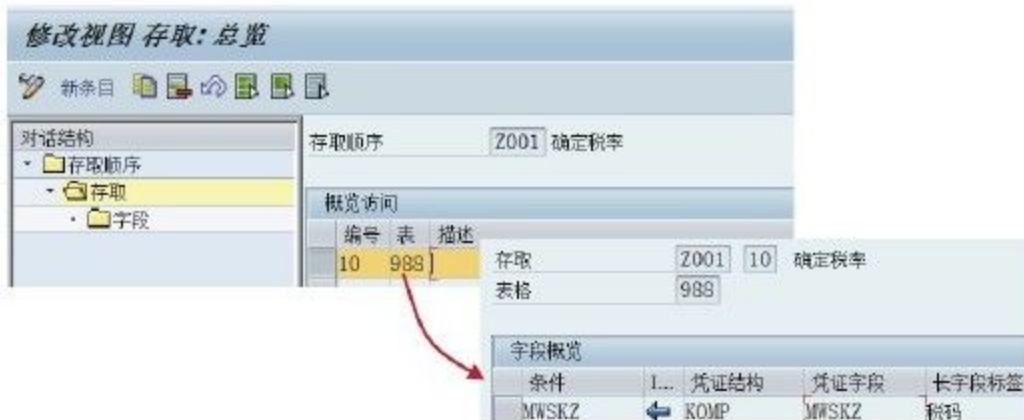 修改视图 存取: 总览
新条目
对话结构
存取顺序
存取
字段
存取顺序 Z001 确定税率
概览访问
编号 表 描述
10 988
存取 Z001 10 确定税率
表格 988
字段概览
条件 I... 凭证结构 凭证字段 长字段标签
MWSKZ KOMP MWSKZ 税码